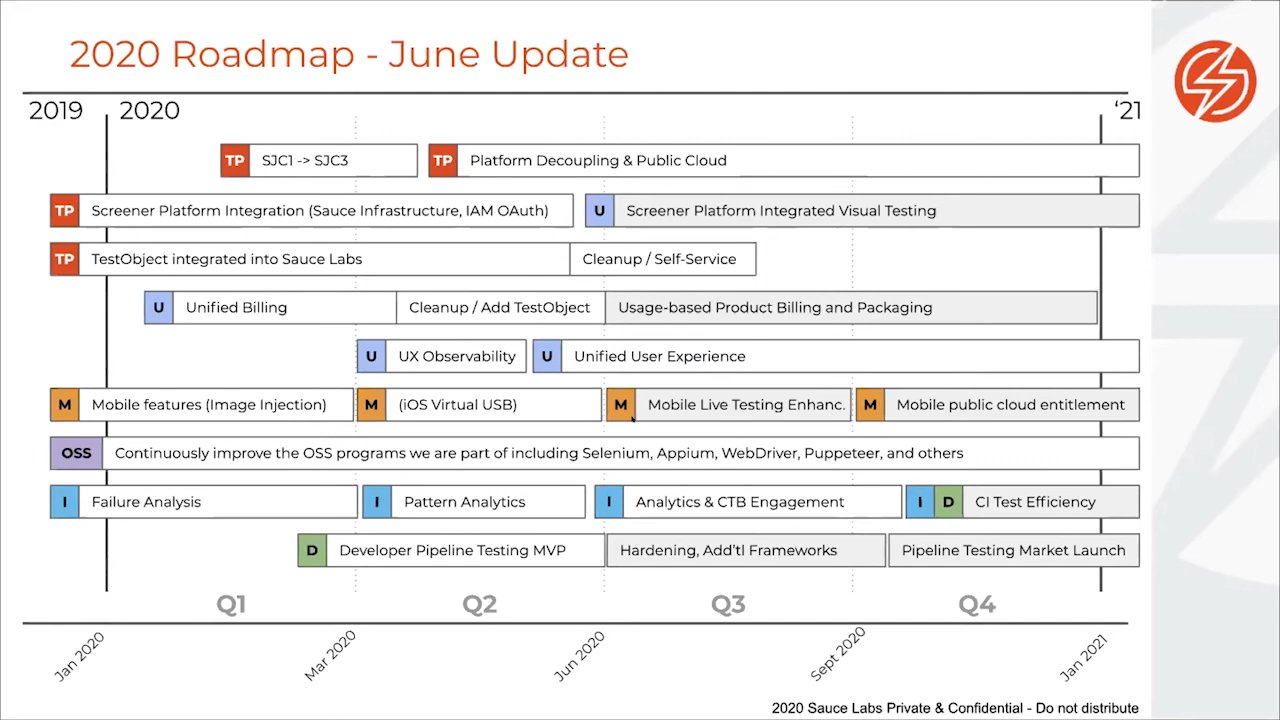 2020 Roadmap - June Update
2019 2020 ‘21
TP SJC1 -> SJC3 TP Platform Decoupling & Public Cloud
TP Screener Platform Integration (Sauce Infrastructure, IAM OAuth) U Screener Platform Integrated Visual Testing
TP TestObject integrated into Sauce Labs Cleanup / Self-Service
U Unified Billing Cleanup / Add TestObject Usage-based Product Billing and Packaging
U UX Observability U Unified User Experience
M Mobile features (Image Injection) M (iOS Virtual USB) M Mobile Live Testing Enhanc. M Mobile public cloud entitlement
OSS Continuously improve the OSS programs we are part of including Selenium, Appium, WebDriver, Puppeteer, and others
I Failure Analysis I Pattern Analytics I Analytics & CTB Engagement I D CI Test Efficiency
D Developer Pipeline Testing MVP Hardening, Add’tl Frameworks Pipeline Testing Market Launch
Q1 Q2 Q3 Q4
Jan 2020 Mar 2020 Jun 2020 Sept 2020 Jan 2021
2020 Sauce Labs Private & Confidential - Do not distribute